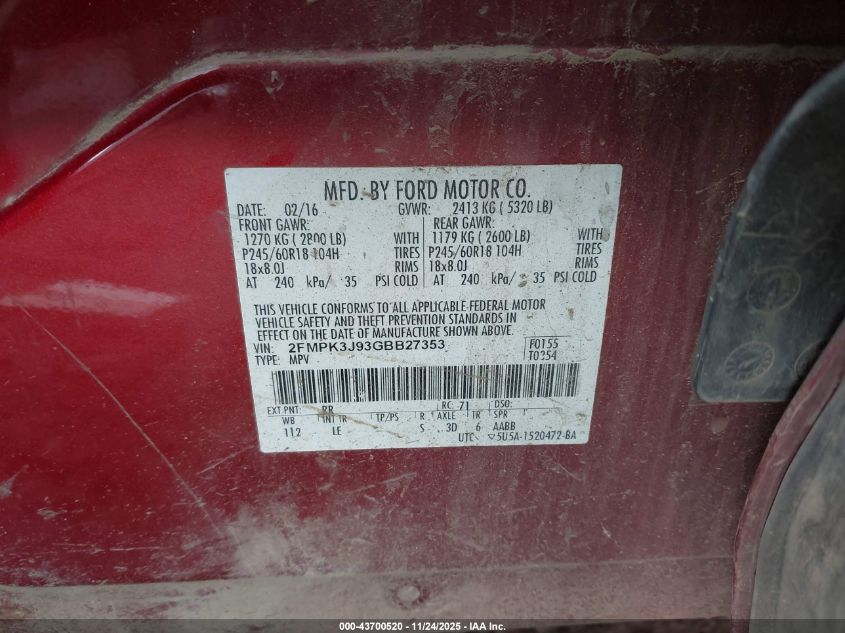 MFD. BY FORD MOTOR CO.
DATE: 02/16 GVWR: 2413 KG ( 5320 LB)
FRONT GAWR: REAR GAWR:
1270 KG ( 2800 LB) WITH 1179 KG ( 2600 LB) WITH
P245/60R18 104H TIRES P245/60R18 104H TIRES
18x8.0J RIMS 18x8.0J RIMS
AT 240 kPa/ 35 PSI COLD AT 240 kPa/ 35 PSI COLD
THIS VEHICLE CONFORMS TO ALL APPLICABLE FEDERAL MOTOR
VEHICLE SAFETY AND THEFT PREVENTION STANDARDS IN
EFFECT ON THE DATE OF MANUFACTURE SHOWN ABOVE.
VIN: 2FMPK3J93GBB27353 F0155
TYPE: MPV T0254
EXT PNT: RR RC: 71 DSO:
WB INT TR TP/PS R AXLE TR SPR
112 LE S 3D 6 AABB
UTC ▽5U5A-1520472-BA
000-43700520 - 11/24/2025 - IAA Inc.